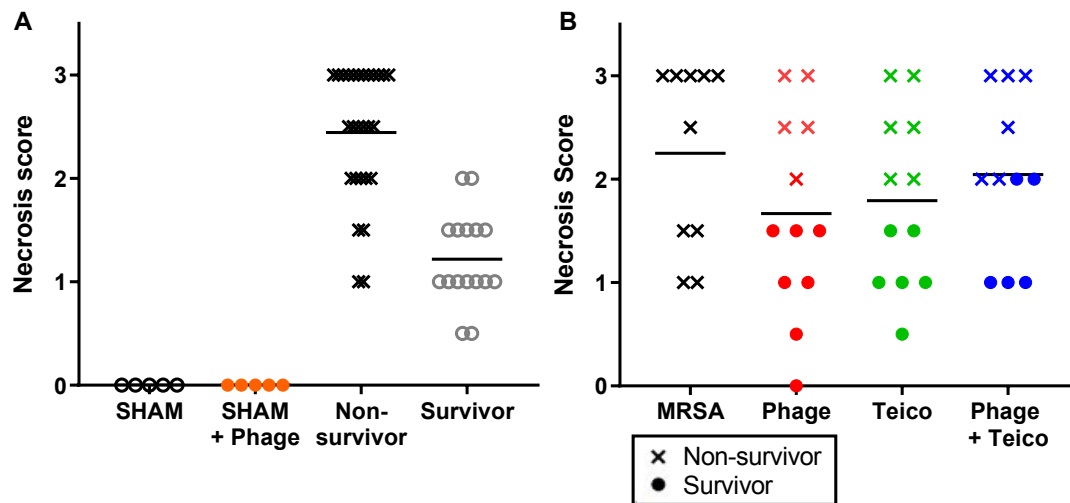 A
Necrosis score
3
2
1
0
SHAM
SHAM
+ Phage
Non-
survivor
Survivor
B
Necrosis Score
3
2
1
0
MRSA
Phage
Teico
Phage
+ Teico
Non-survivor
Survivor